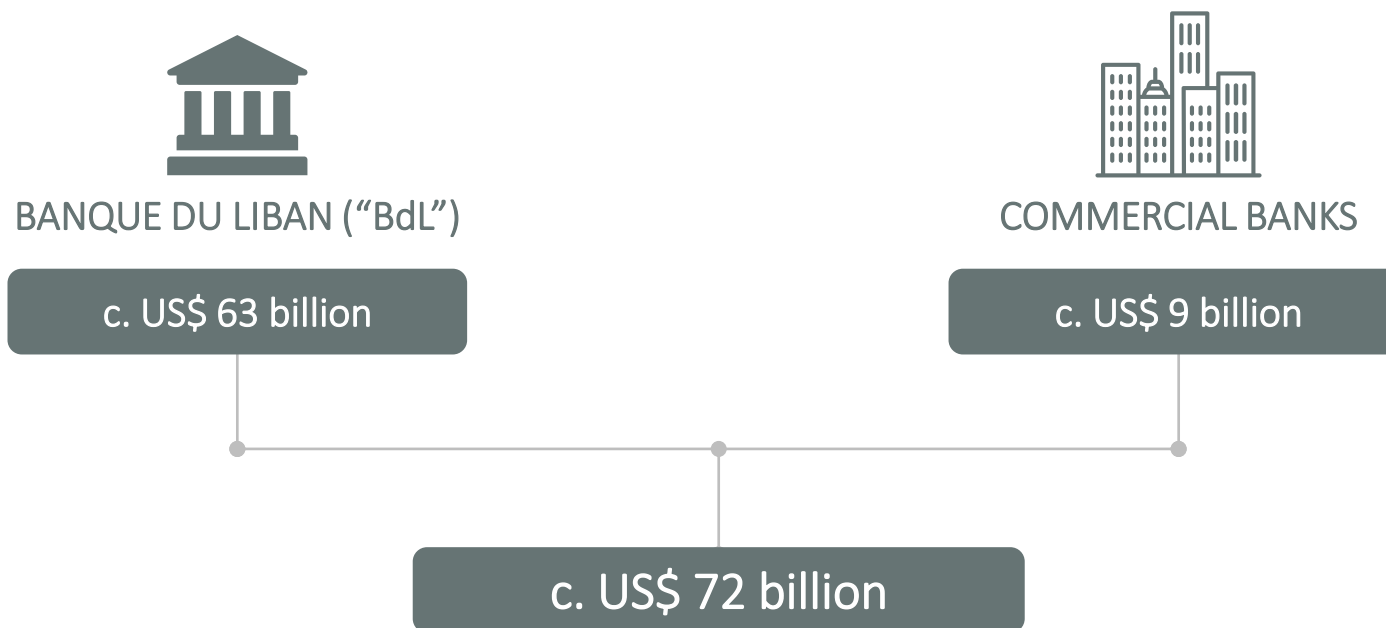 BANQUE DU LIBAN (“BdL”)
COMMERCIAL BANKS
c. US$ 63 billion
c. US$ 9 billion
c. US$ 72 billion